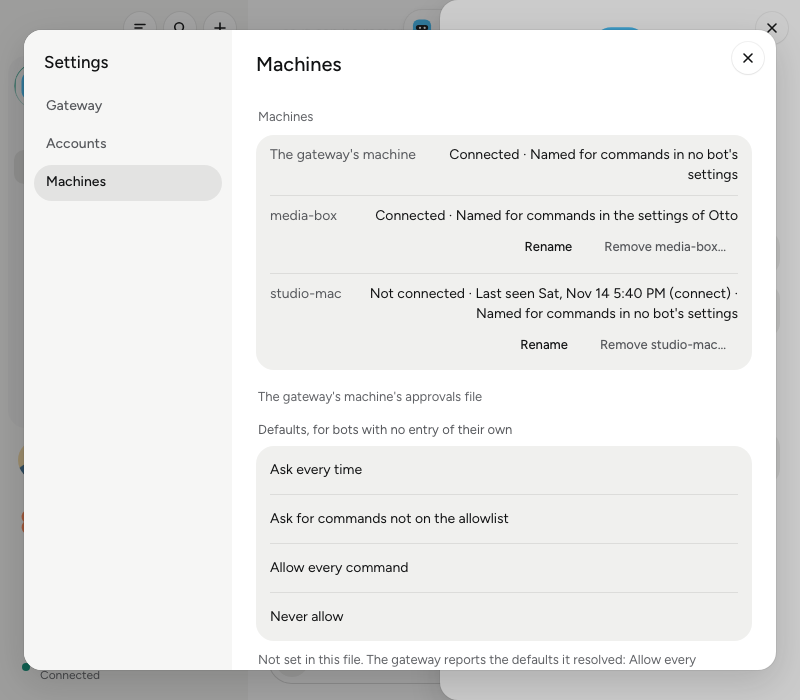 Settings
Gateway
Accounts
Machines
Machines
Machines
The gateway's machine
Connected · Named for commands in no bot's
settings
media-box
Connected · Named for commands in the settings of Otto
Rename
Remove media-box...
studio-mac
Not connected · Last seen Sat, Nov 14 5:40 PM (connect) ·
Named for commands in no bot's settings
Rename
Remove studio-mac...
The gateway's machine's approvals file
Defaults, for bots with no entry of their own
Ask every time
Ask for commands not on the allowlist
Allow every command
Never allow
Not set in this file. The gateway reports the defaults it resolved: Allow every
Connected